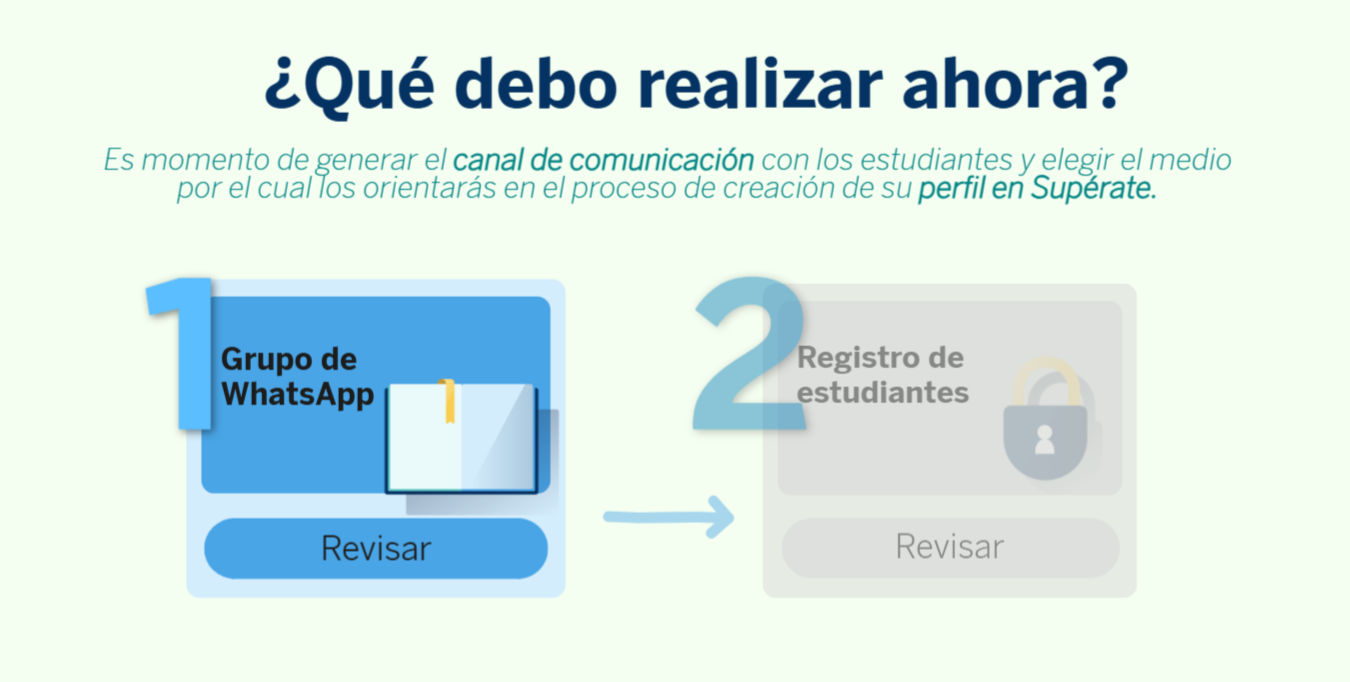 ¿Qué debo realizar ahora?
Es momento de generar el canal de comunicación con los estudiantes y elegir el medio
por el cual los orientarás en el proceso de creación de su perfil en Supérate.
1
Grupo de
WhatsApp
Revisar
2
Registro de
estudiantes
Revisar